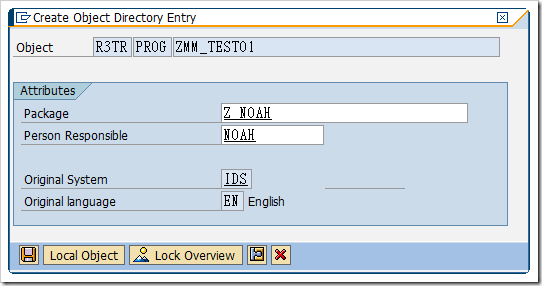 Create Object Directory Entry
Object R3TR PROG ZMM_TEST01
Attributes
Package Z_NOAH
Person Responsible NOAH
Original System IDS
Original language EN English
Local Object Lock Overview